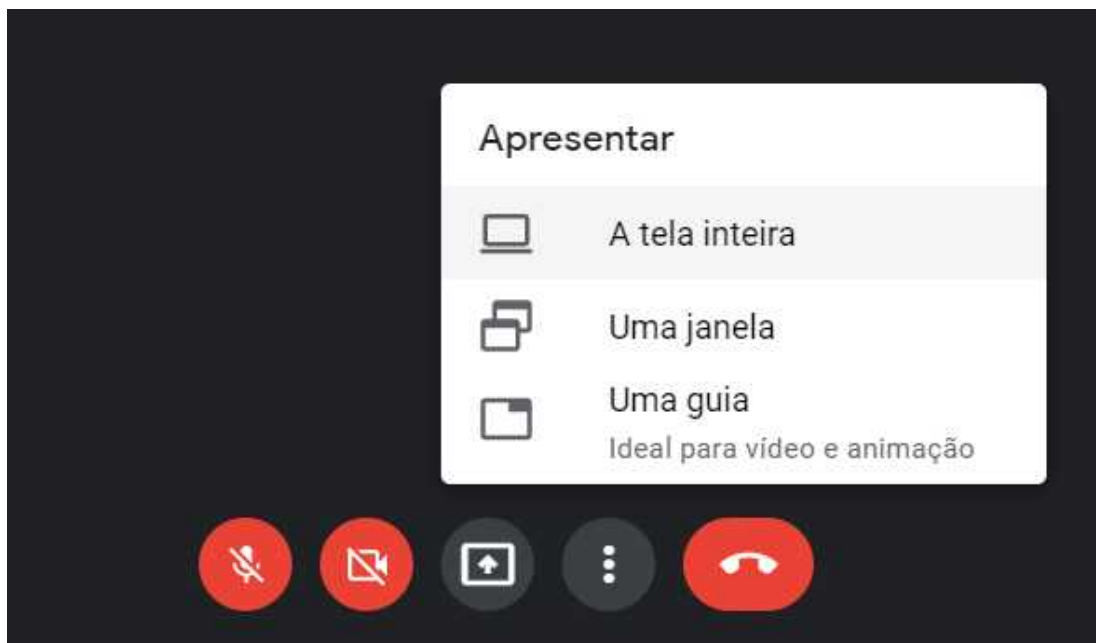 Apresentar
A tela inteira
Uma janela
Uma guia
Ideal para vídeo e animação